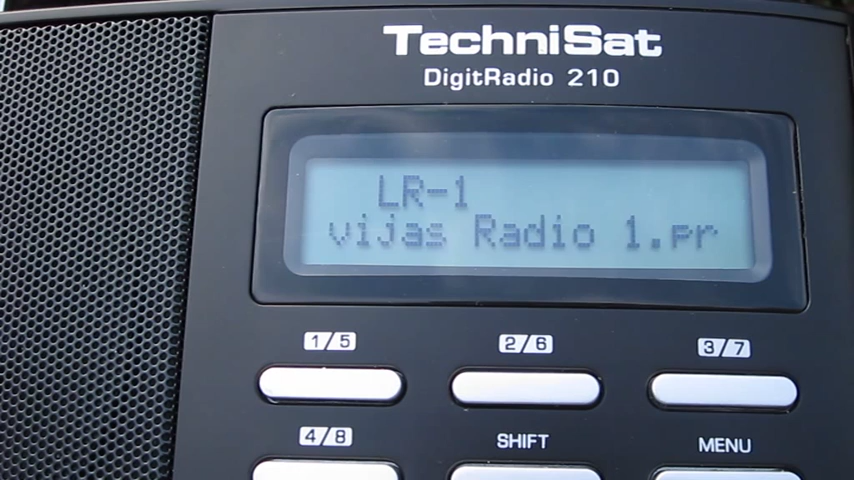 TechniSat
DigitRadio 210
LR-1
vijas Radio 1.pr
1/5
2/6
3/7
4/8
SHIFT
MENU